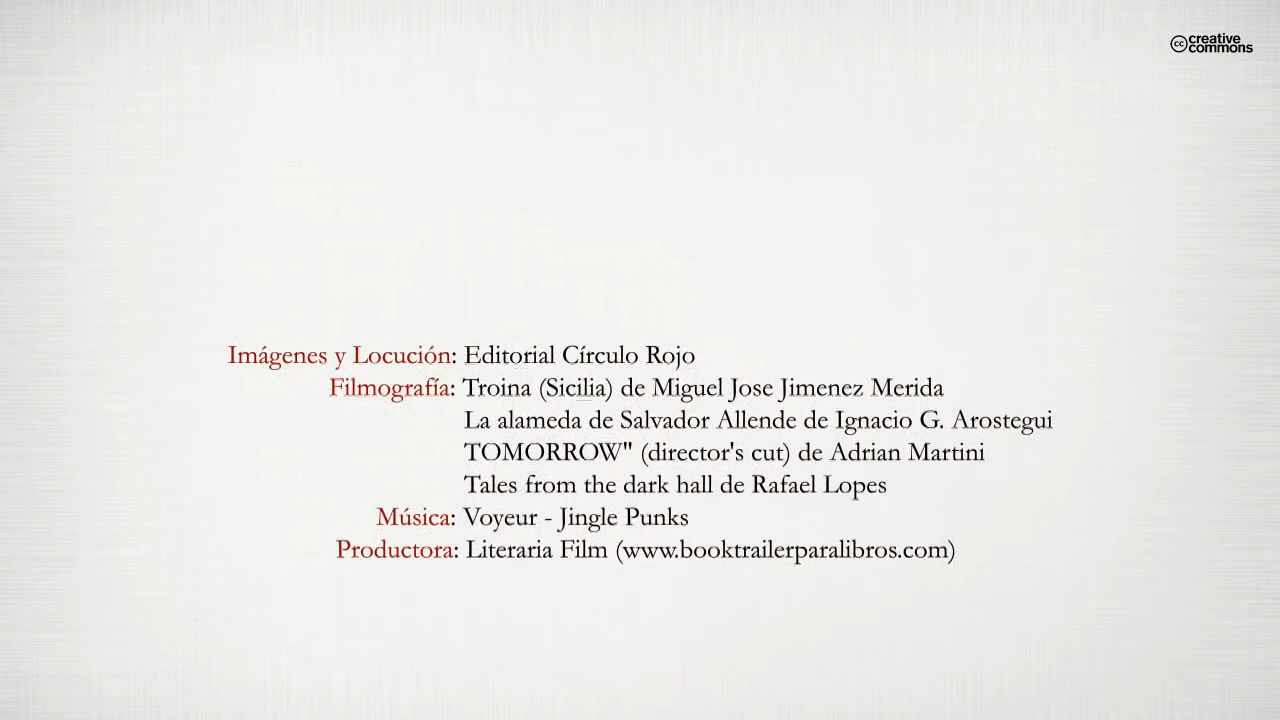 cc creative
commons
Imágenes y Locución: Editorial Círculo Rojo
Filmografía: Troina (Sicilia) de Miguel Jose Jimenez Merida
La alameda de Salvador Allende de Ignacio G. Arostegui
TOMORROW" (director's cut) de Adrian Martini
Tales from the dark hall de Rafael Lopes
Música: Voyeur - Jingle Punks
Productora: Literaria Film (www.booktrailerparalibros.com)